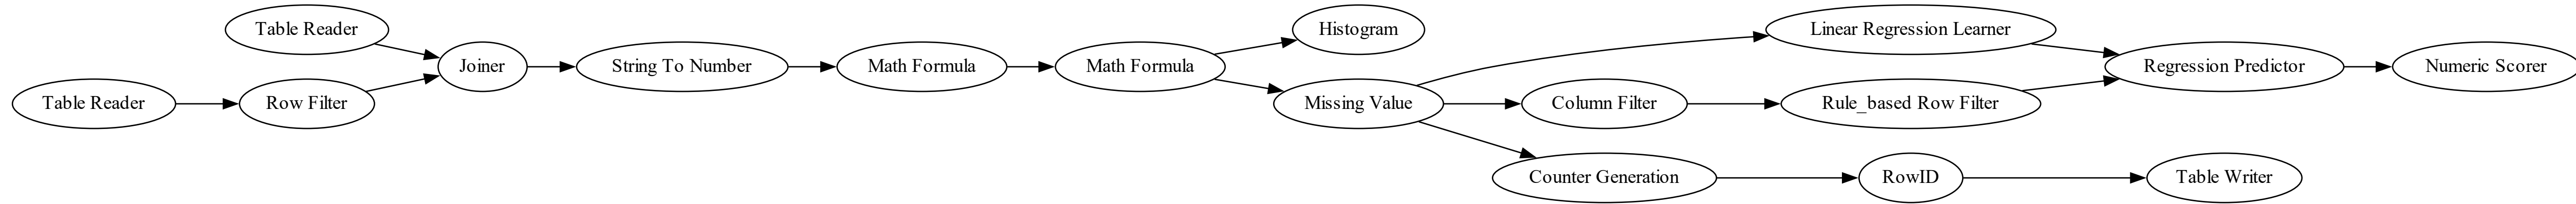 Table Reader
Table Reader
Row Filter
Joiner
String To Number
Math Formula
Math Formula
Histogram
Missing Value
Linear Regression Learner
Column Filter
Rule_based Row Filter
Counter Generation
RowID
Regression Predictor
Table Writer
Numeric Scorer